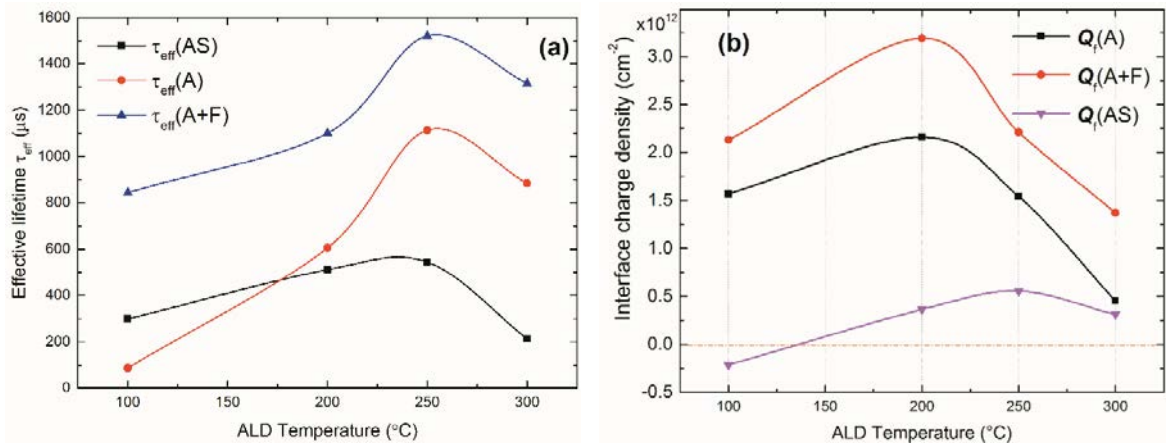 1600
1400
1200
1000
800
600
400
200
0
Effective lifetime τeff (μs)
τeff(AS)
τeff(A)
τeff(A+F)
(a)
100 150 200 250 300
ALD Temperature (°C)
x10¹²
3.0
2.5
2.0
1.5
1.0
0.5
0.0
-0.5
Interface charge density (cm⁻²)
(b)
Qf(A)
Qf(A+F)
Qf(AS)
100 150 200 250 300
ALD Temperature (°C)